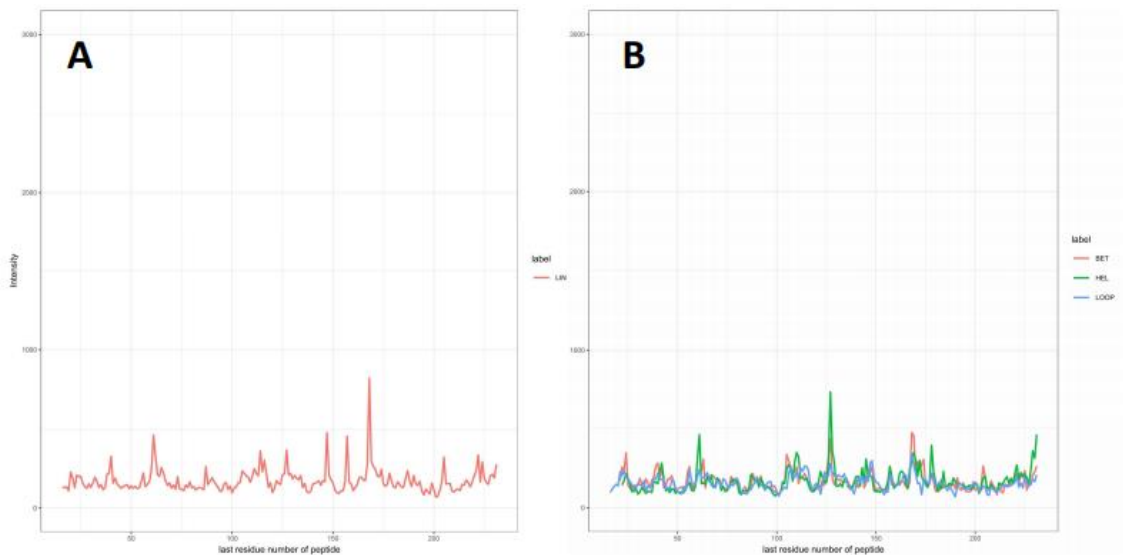 A
3000
2000
1000
0
Intensity
50
100
150
200
last residue number of peptide
label
LIN
B
3000
2000
1000
0
50
100
150
200
last residue number of peptide
label
BET
HEL
LOOP